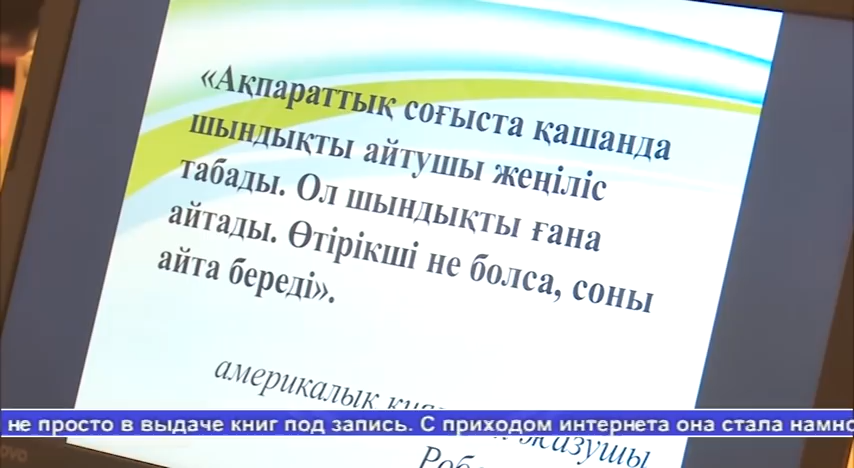 «Ақпараттық соғыста қашанда
шындықты айтушы жеңіліс
табады. Ол шындықты ғана
айтады. Өтірікші не болса, соны
айта береді».
америкалық
жазушы
не просто в выдаче книг под запись. С приходом интернета она стала